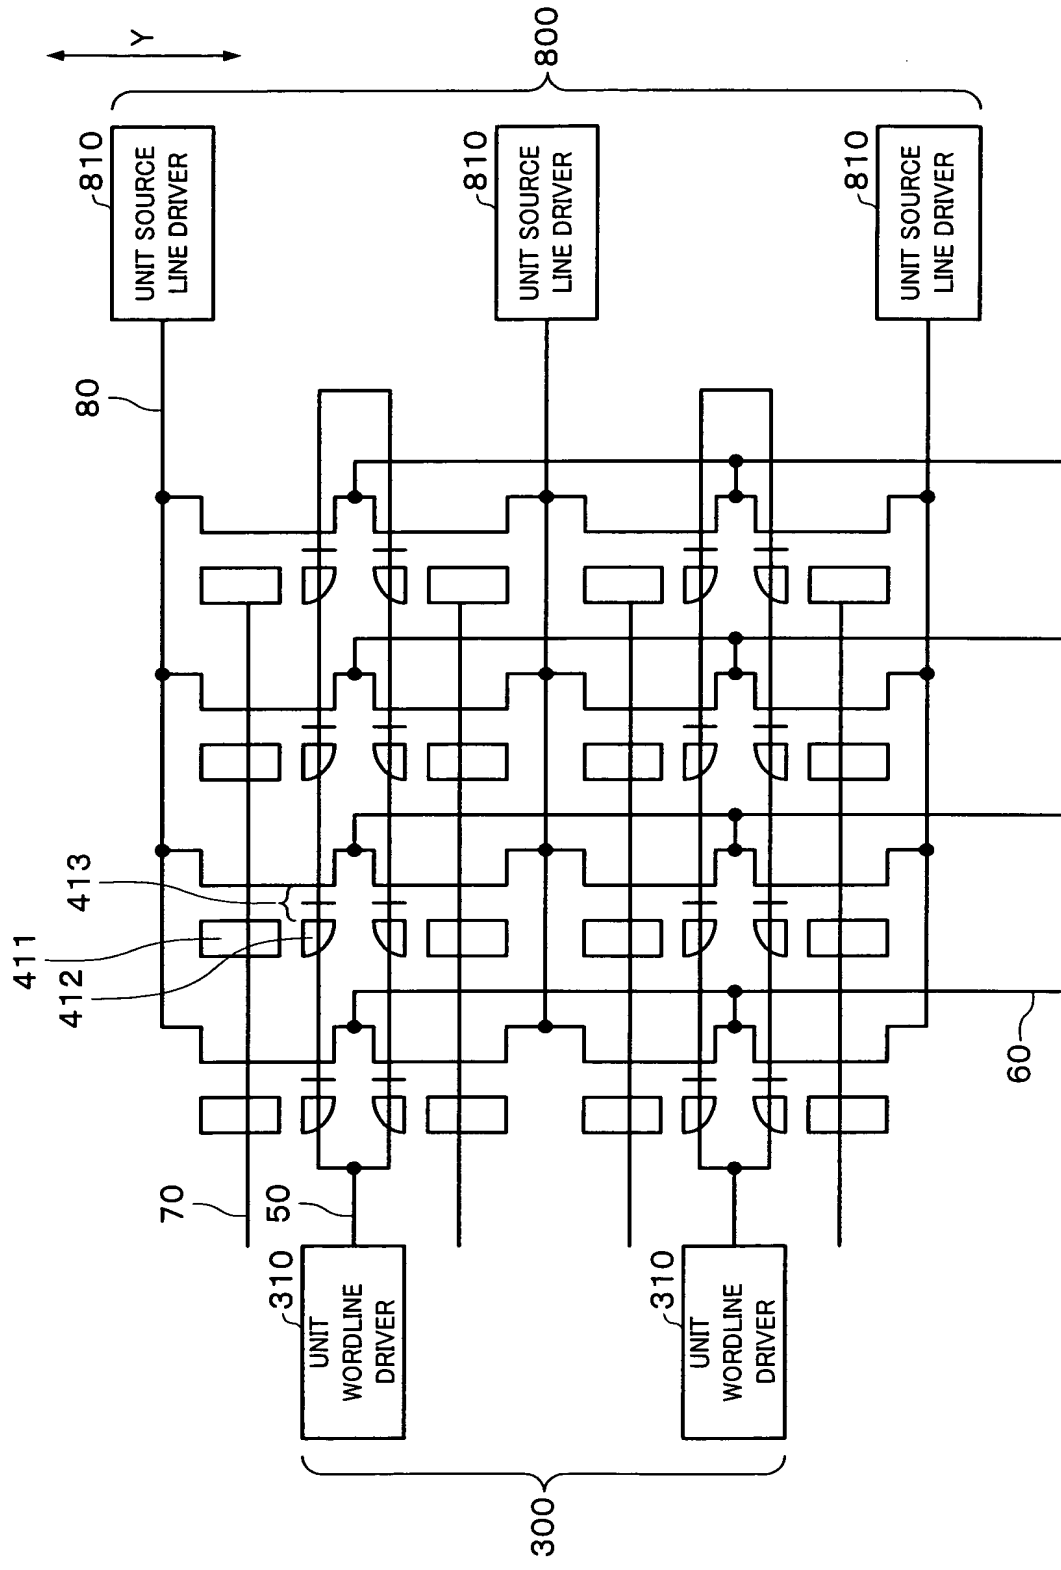 Y
800
810
UNIT SOURCE
LINE DRIVER
810
UNIT SOURCE
LINE DRIVER
810
UNIT SOURCE
LINE DRIVER
80
413
411
412
60
70
50
310
UNIT
WORDLINE
DRIVER
310
UNIT
WORDLINE
DRIVER
300